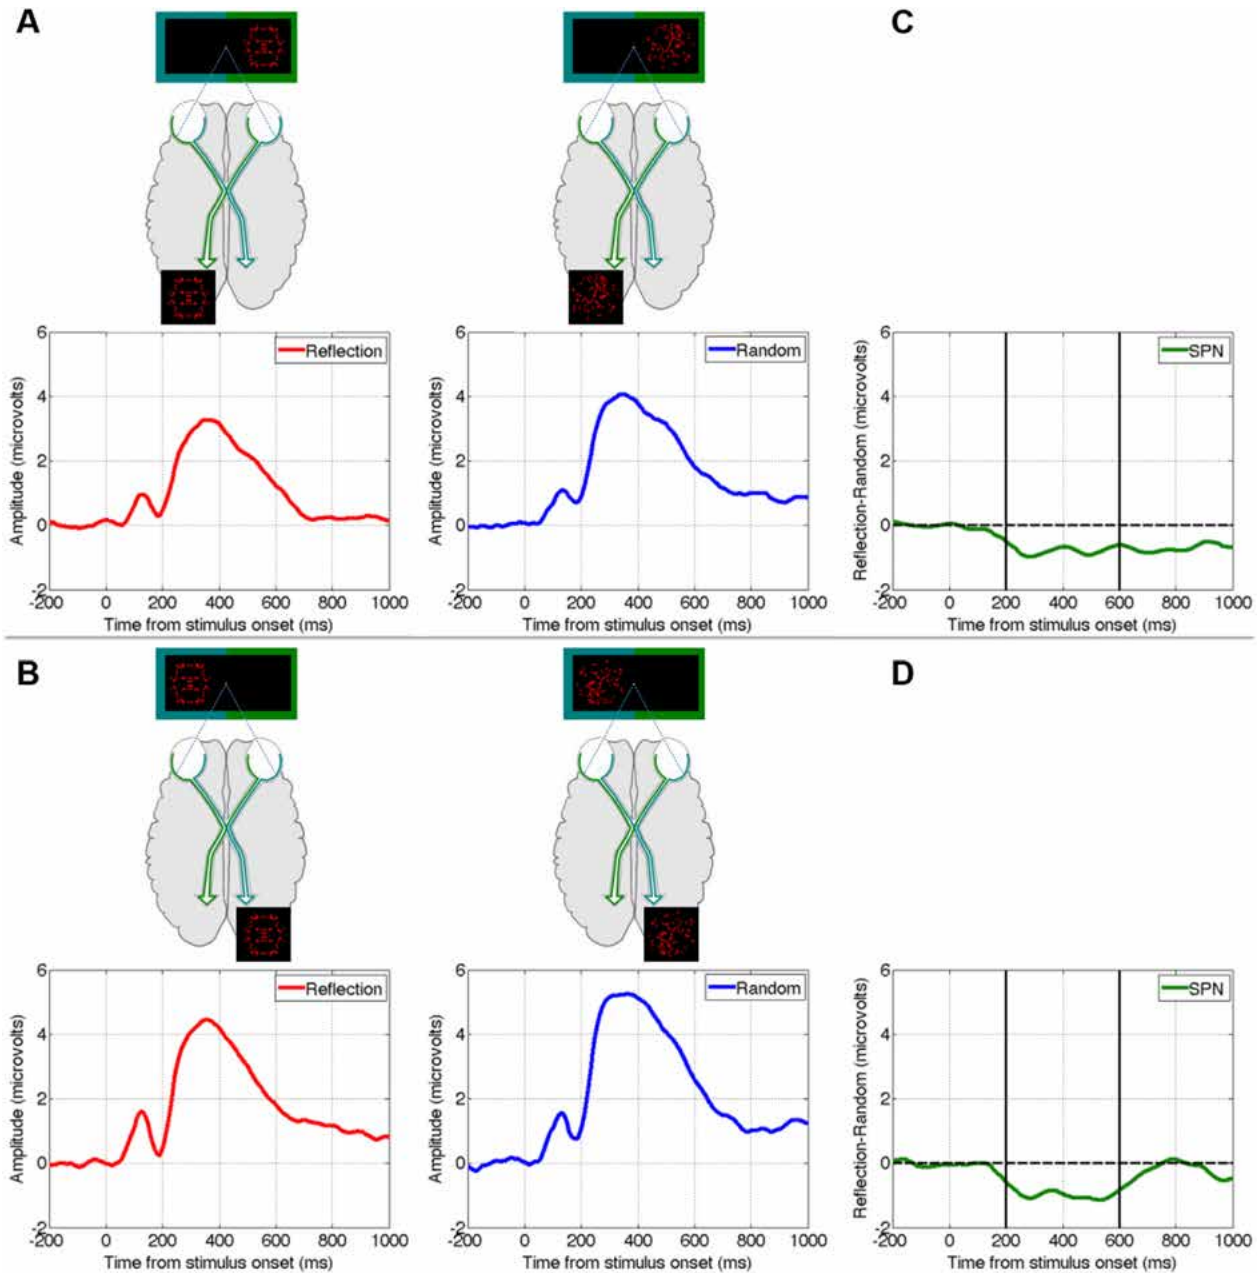 A
C
Reflection
Random
SPN
Amplitude (microvolts)
6
4
2
0
-2
-200 0 200 400 600 800 1000
Time from stimulus onset (ms)
Amplitude (microvolts)
6
4
2
0
-2
-200 0 200 400 600 800 1000
Time from stimulus onset (ms)
Reflection-Random (microvolts)
6
4
2
0
-2
-200 0 200 400 600 800 1000
Time from stimulus onset (ms)
B
D
Reflection
Random
SPN
Amplitude (microvolts)
6
4
2
0
-2
-200 0 200 400 600 800 1000
Time from stimulus onset (ms)
Amplitude (microvolts)
6
4
2
0
-2
-200 0 200 400 600 800 1000
Time from stimulus onset (ms)
Reflection-Random (microvolts)
6
4
2
0
-2
-200 0 200 400 600 800 1000
Time from stimulus onset (ms)